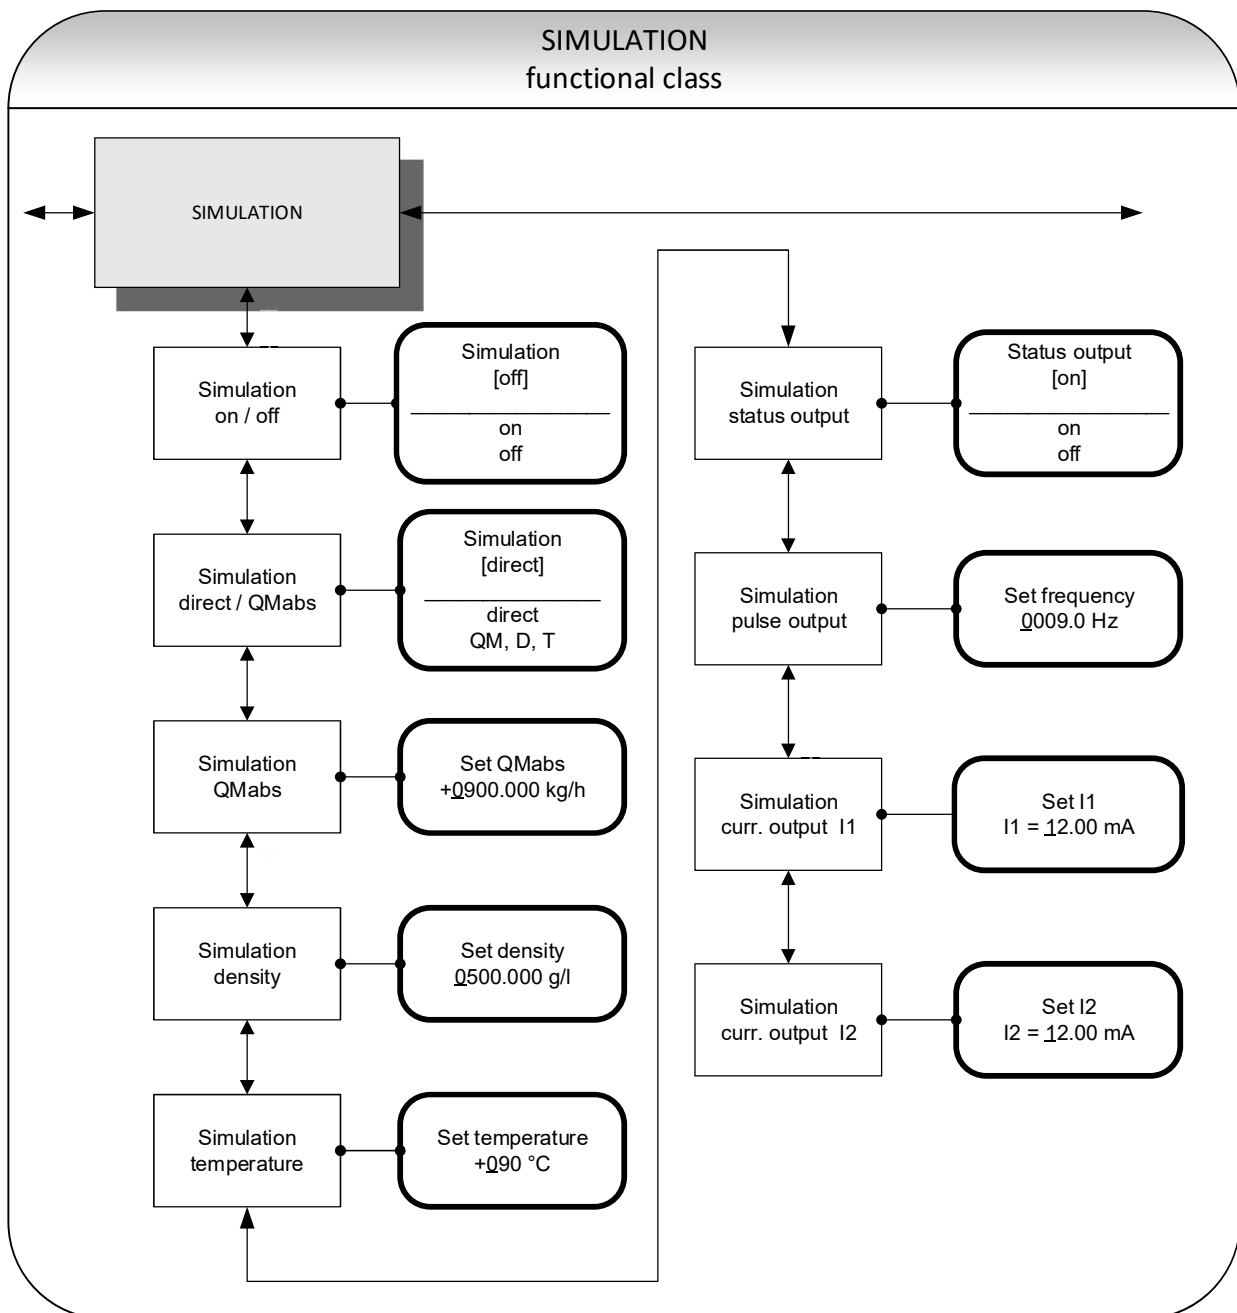 SIMULATION
functional class
SIMULATION
Simulation
on / off
Simulation
[off]
on
off
Simulation
direct / QMabs
Simulation
[direct]
direct
QM, D, T
Simulation
QMabs
Set QMabs
+0900.000 kg/h
Simulation
density
Set density
0500.000 g/l
Simulation
temperature
Set temperature
+090 °C
Simulation
status output
Status output
[on]
on
off
Simulation
pulse output
Set frequency
0009.0 Hz
Simulation
curr. output I1
Set I1
I1 = 12.00 mA
Simulation
curr. output I2
Set I2
I2 = 12.00 mA